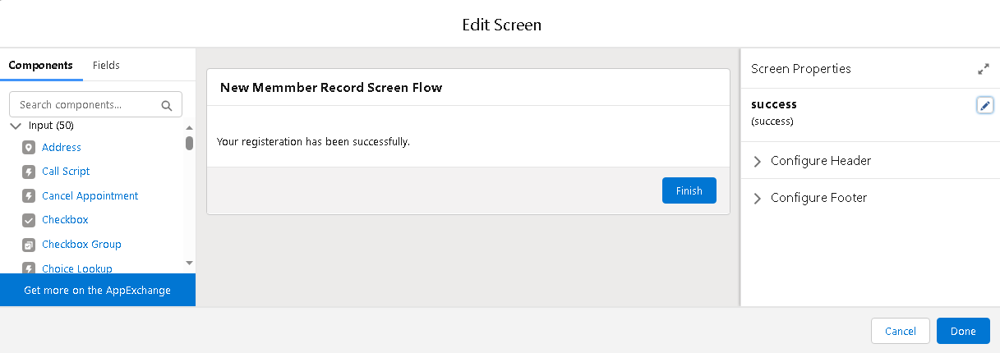 Edit Screen
Components Fields
Search components...
Input (50)
Address
Call Script
Cancel Appointment
Checkbox
Checkbox Group
Choice Lookup
Get more on the AppExchange
New Memmber Record Screen Flow
Your registeration has been successfully.
Finish
Screen Properties
success
(success)
Configure Header
Configure Footer
Cancel Done